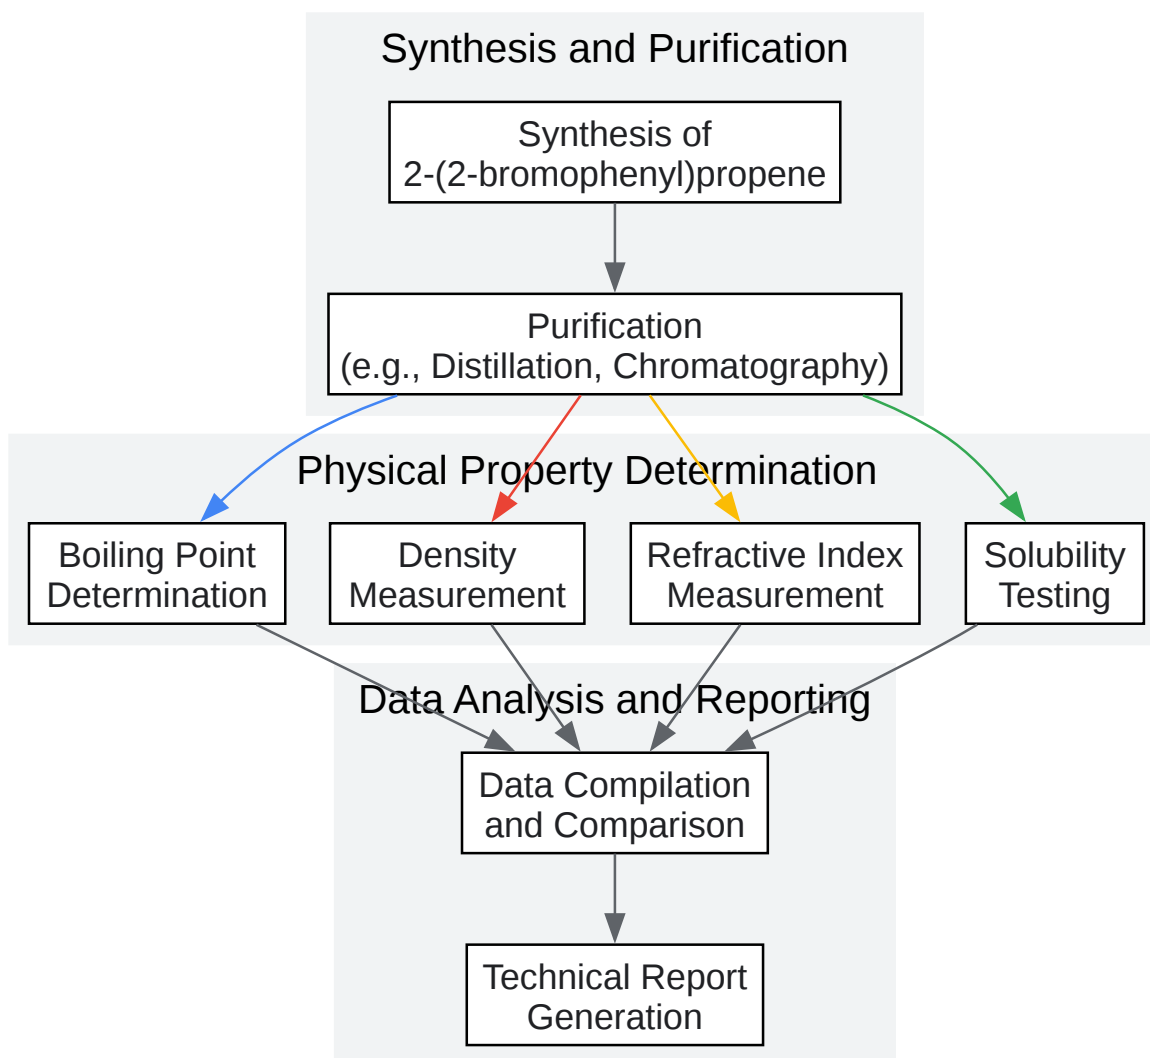 Synthesis and Purification
Synthesis of
2-(2-bromophenyl)propene
Purification
(e.g., Distillation, Chromatography)
Physical Property Determination
Boiling Point
Determination
Density
Measurement
Refractive Index
Measurement
Solubility
Testing
Data Analysis and Reporting
Data Compilation
and Comparison
Technical Report
Generation